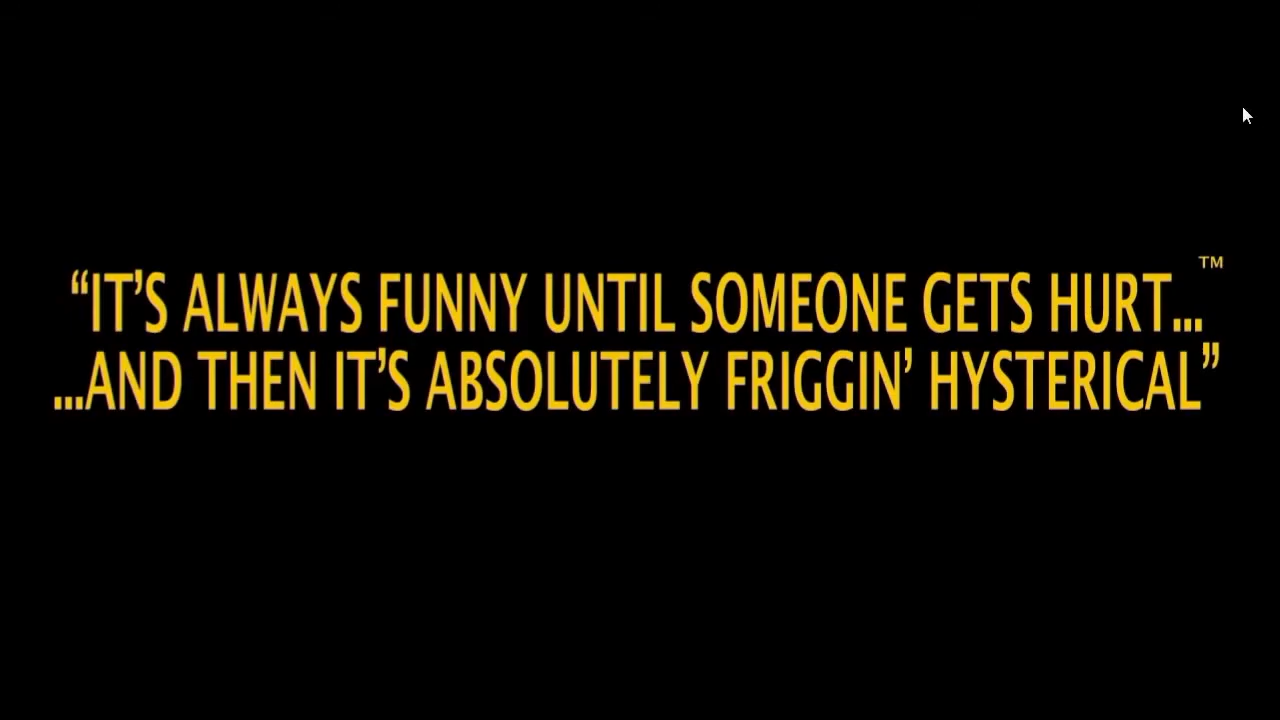 “IT’S ALWAYS FUNNY UNTIL SOMEONE GETS HURT...™
...AND THEN IT’S ABSOLUTELY FRIGGIN’ HYSTERICAL”